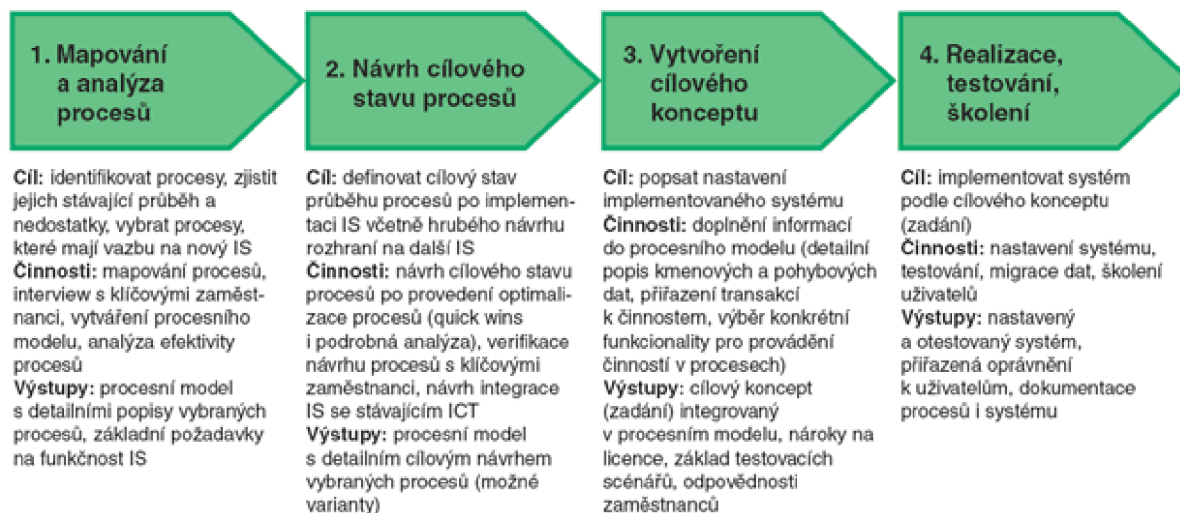 1. Mapování
a analýza
procesů
2. Návrh cílového
stavu procesů
3. Vytvoření
cílového
konceptu
4. Realizace,
testování,
školení
Cíl: identifikovat procesy, zjistit
jejich stávající průběh a
nedostatky, vybrat procesy,
které mají vazbu na nový IS
Činnosti: mapování procesů,
interview s klíčovými zaměst-
nanci, vytváření procesního
modelu, analýza efektivity
procesů
Výstupy: procesní model
s detailními popisy vybraných
procesů, základní požadavky
na funkčnost IS
Cíl: definovat cílový stav
průběhu procesů po implemen-
taci IS včetně hrubého návrhu
rozhraní na další IS
Činnosti: návrh cílového stavu
procesů po provedení optimali-
zace procesů (quick wins
i podrobná analýza), verifikace
návrhu procesů s klíčovými
zaměstnanci, návrh integrace
IS se stávajícím ICT
Výstupy: procesní model
s detailním cílovým návrhem
vybraných procesů (možné
varianty)
Cíl: popsat nastavení
implementovaného systému
Činnosti: doplnění informací
do procesního modelu (detailní
popis kmenových a pohybových
dat, přiřazení transakcí
k činnostem, výběr konkrétní
funkcionality pro provádění
činností v procesech)
Výstupy: cílový koncept
(zadání) integrovaný
v procesním modelu, nároky na
licence, základ testovacích
scénářů, odpovědnosti
zaměstnanců
Cíl: implementovat systém
podle cílového konceptu
(zadání)
Činnosti: nastavení systému,
testování, migrace dat, školení
uživatelů
Výstupy: nastavený
a otestovaný systém,
přiřazená oprávnění
k uživatelům, dokumentace
procesů i systému